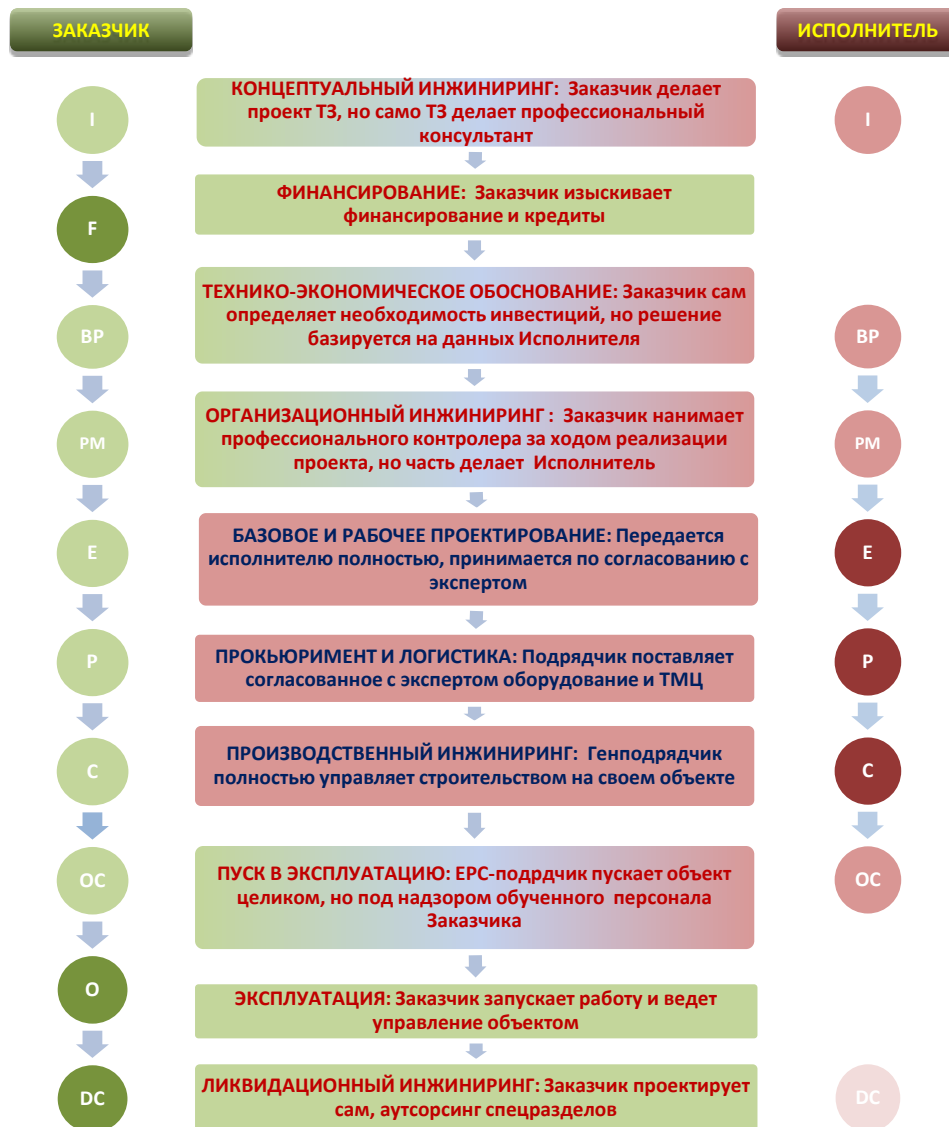 ЗАКАЗЧИК
ИСПОЛНИТЕЛЬ
I
КОНЦЕПТУАЛЬНЫЙ ИНЖИНИРИНГ: Заказчик делает
проект ТЗ, но само ТЗ делает профессиональный
консультант
I
F
ФИНАНСИРОВАНИЕ: Заказчик изыскивает
финансирование и кредиты
BP
ТЕХНИКО-ЭКОНОМИЧЕСКОЕ ОБОСНОВАНИЕ: Заказчик сам
определяет необходимость инвестиций, но решение
базируется на данных Исполнителя
BP
PM
ОРГАНИЗАЦИОННЫЙ ИНЖИНИРИНГ : Заказчик нанимает
профессионального контролера за ходом реализации
проекта, но часть делает Исполнитель
PM
E
БАЗОВОЕ И РАБОЧЕЕ ПРОЕКТИРОВАНИЕ: Передается
исполнителю полностью, принимается по согласованию с
экспертом
E
P
ПРОКЬЮРИМЕНТ И ЛОГИСТИКА: Подрядчик поставляет
согласованное с экспертом оборудование и ТМЦ
P
C
ПРОИЗВОДСТВЕННЫЙ ИНЖИНИРИНГ: Генподрядчик
полностью управляет строительством на своем объекте
C
OC
ПУСК В ЭКСПЛУАТАЦИЮ: EPC-подрдчик пускает объект
целиком, но под надзором обученного персонала
Заказчика
OC
O
ЭКСПЛУАТАЦИЯ: Заказчик запускает работу и ведет
управление объектом
DC
ЛИКВИДАЦИОННЫЙ ИНЖИНИРИНГ: Заказчик проектирует
сам, аутсорсинг спецразделов
DC